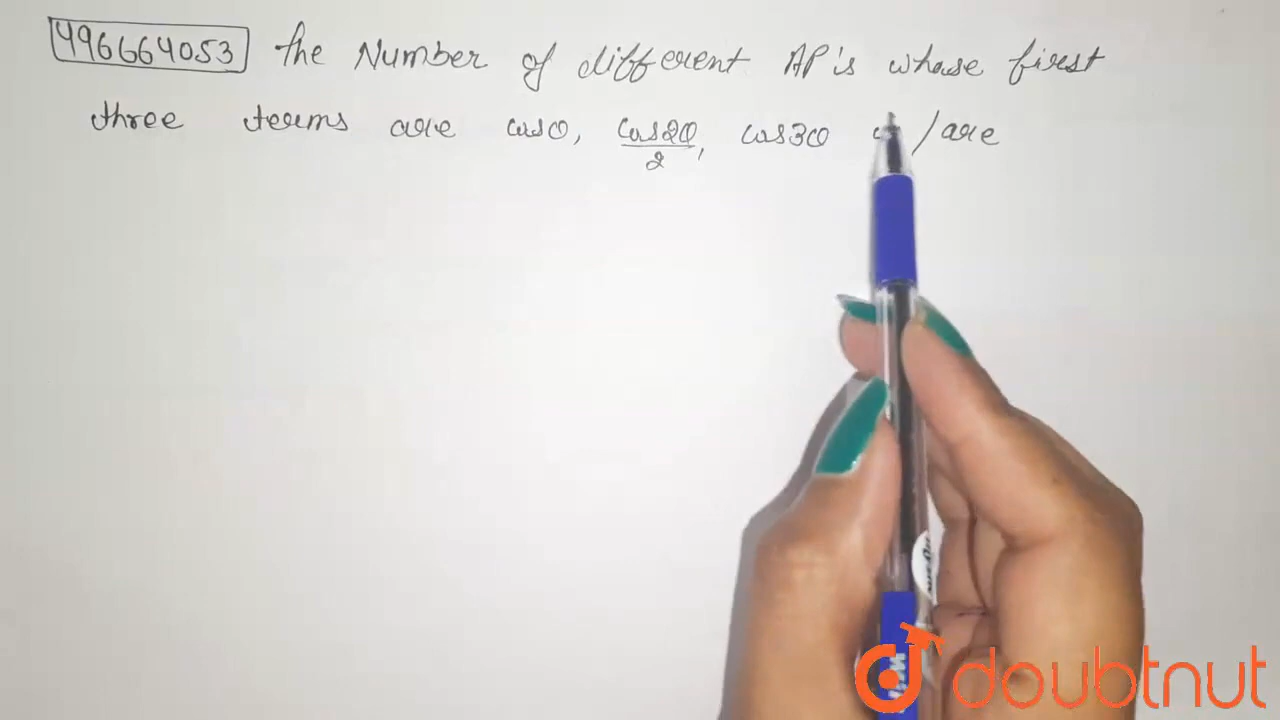 496664053 The Number of different AP's whose first
three terms are cosθ, cos2θ/2, cos3θ /are
doubtnut